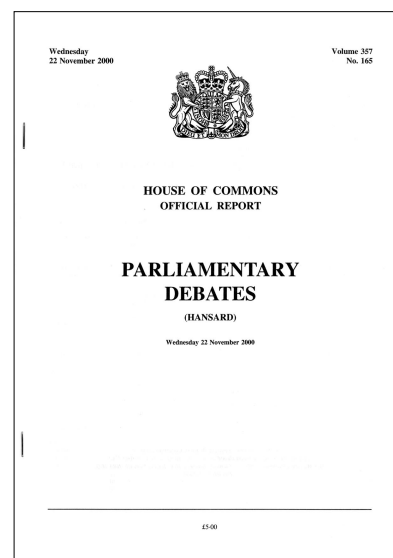 Wednesday
22 November 2000
Volume 357
No. 165
HOUSE OF COMMONS
OFFICIAL REPORT
PARLIAMENTARY
DEBATES
(HANSARD)
Wednesday 22 November 2000
£5·00